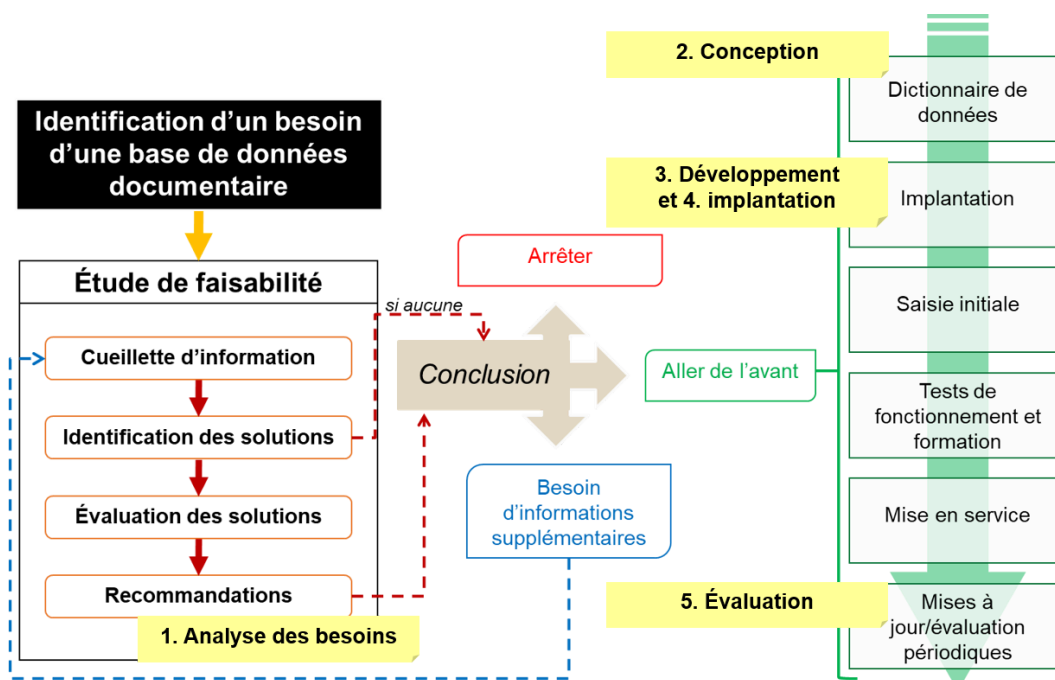 Identification d'un besoin
d'une base de données
documentaire
Étude de faisabilité
Cueillette d'information
Identification des solutions
Évaluation des solutions
Recommandations
1. Analyse des besoins
si aucune
Conclusion
Arrêter
Aller de l'avant
Besoin
d'informations
supplémentaires
2. Conception
Dictionnaire de
données
3. Développement
et 4. implantation
Implantation
Saisie initiale
Tests de
fonctionnement et
formation
Mise en service
5. Évaluation
Mises à
jour/évaluation
périodiques